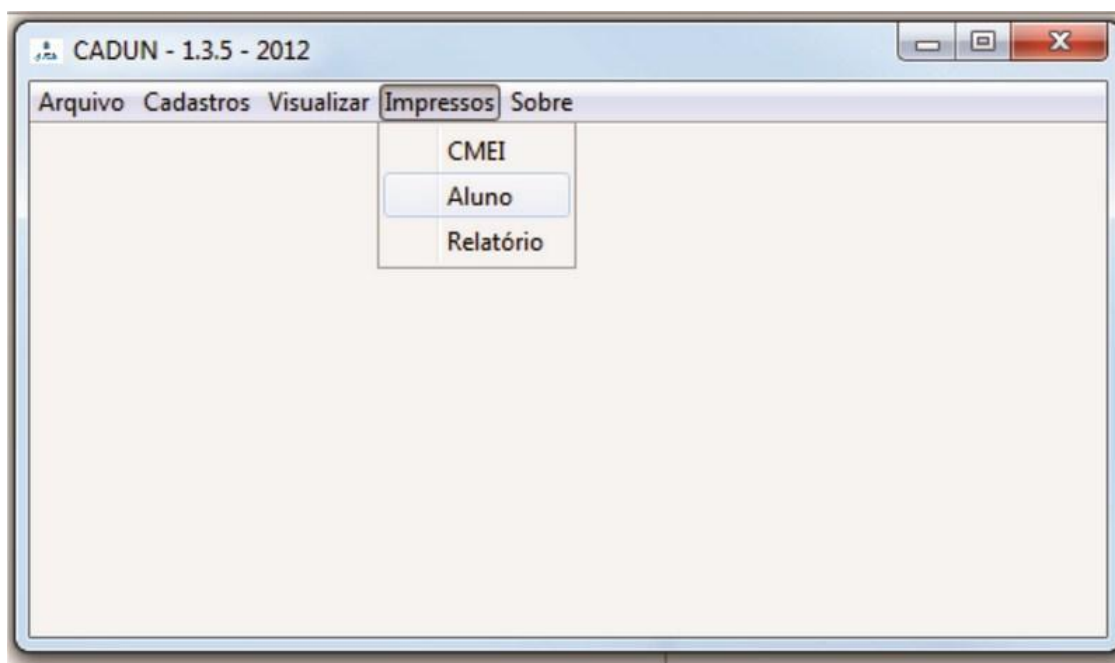 CADUN - 1.3.5 - 2012
Arquivo Cadastros Visualizar Impressos Sobre
CMEI
Aluno
Relatório